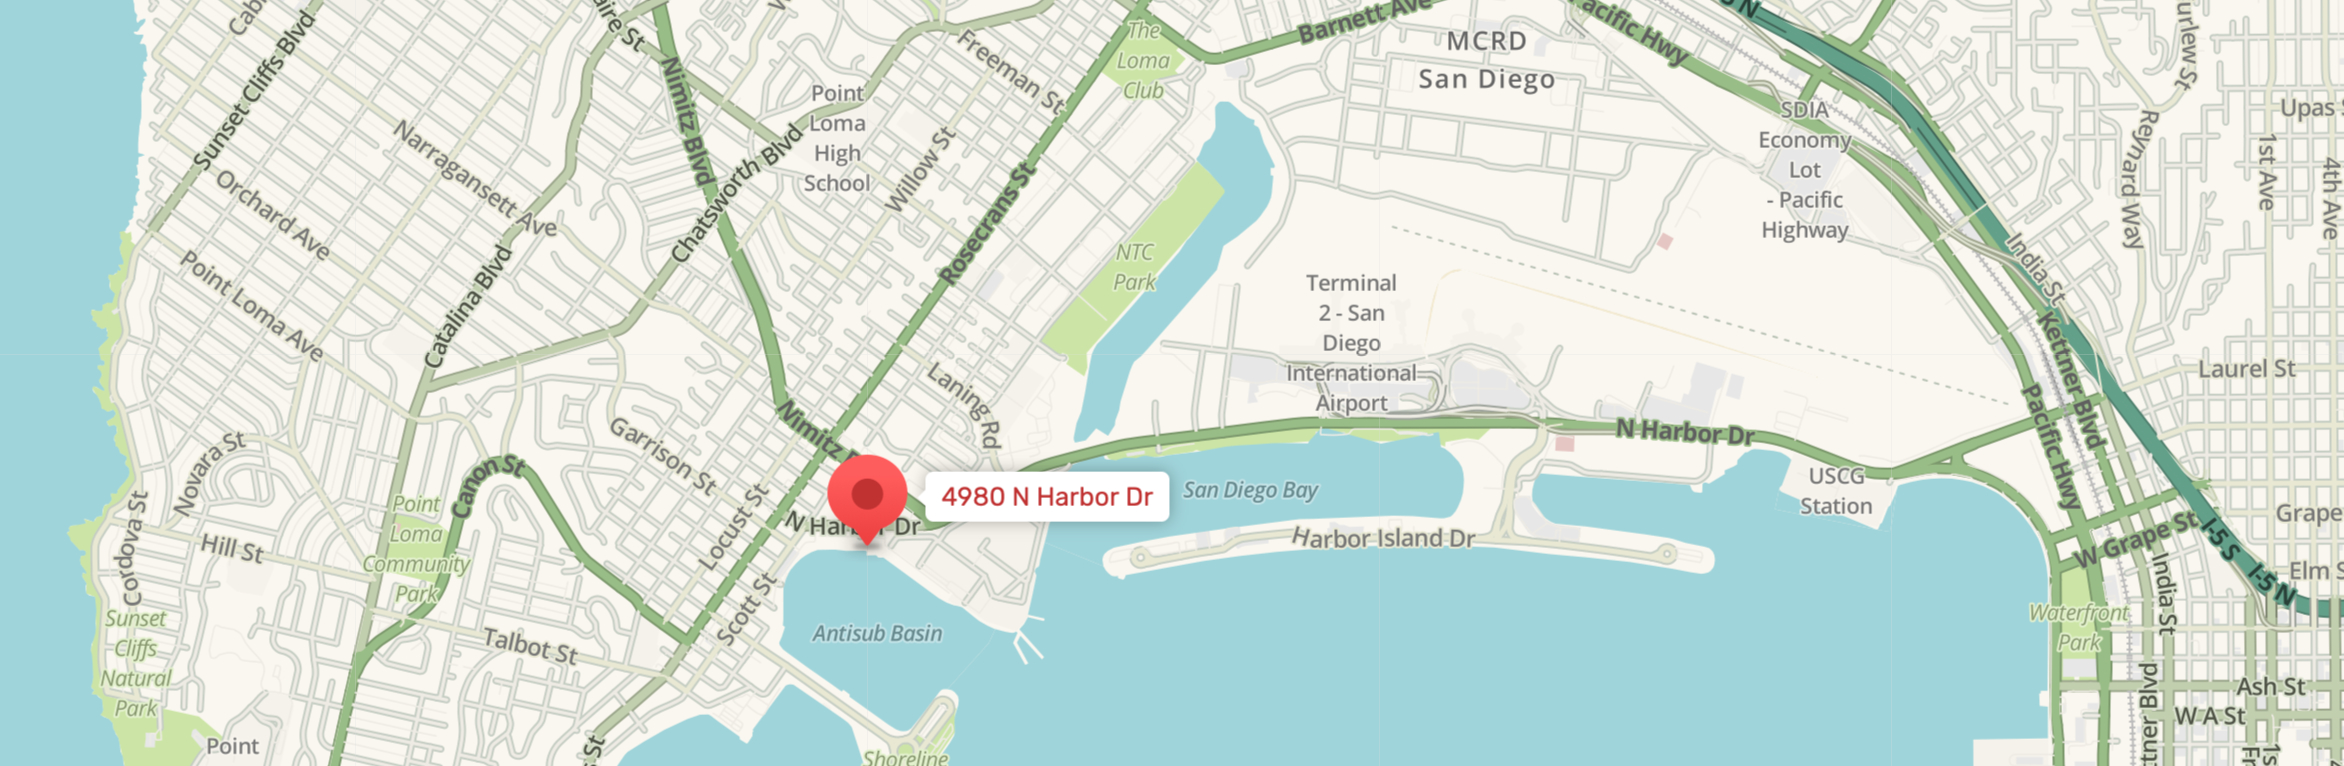 Sunset Cliffs Blvd
Nimitz Blvd
Freeman St
The
Loma
Club
Barnett Ave
MCRD
San Diego
Pacific Hwy
Point
Loma
High
School
Willow St
Narragansett Ave
Orchard Ave
Chatsworth Blvd
Rosecrans St
SDIA
Economy
Lot
- Pacific
Highway
Upas
Reynard Way
1st Ave
4th Ave
Point Loma Ave
Catalina Blvd
NTC
Park
India St
Terminal
2 - San
Diego
International
Airport
Kettner Blvd
Laurel St
Laning Rd
Nimitz
Garrison St
N Harbor Dr
Pacific Hwy
Novara St
Canon St
Locust St
4980 N Harbor Dr
San Diego Bay
USCG
Station
Cordova St
Hill St
Point
Loma
Community
Park
N Harbor Dr
Harbor Island Dr
W Grape St
Grape
I-5 S
I-5 N
Elm S
Sunset
Cliffs
Natural
Park
Talbot St
Scott St
Antisub Basin
India St
Waterfront
Park
Ash St
W A St
Point
Shoreline